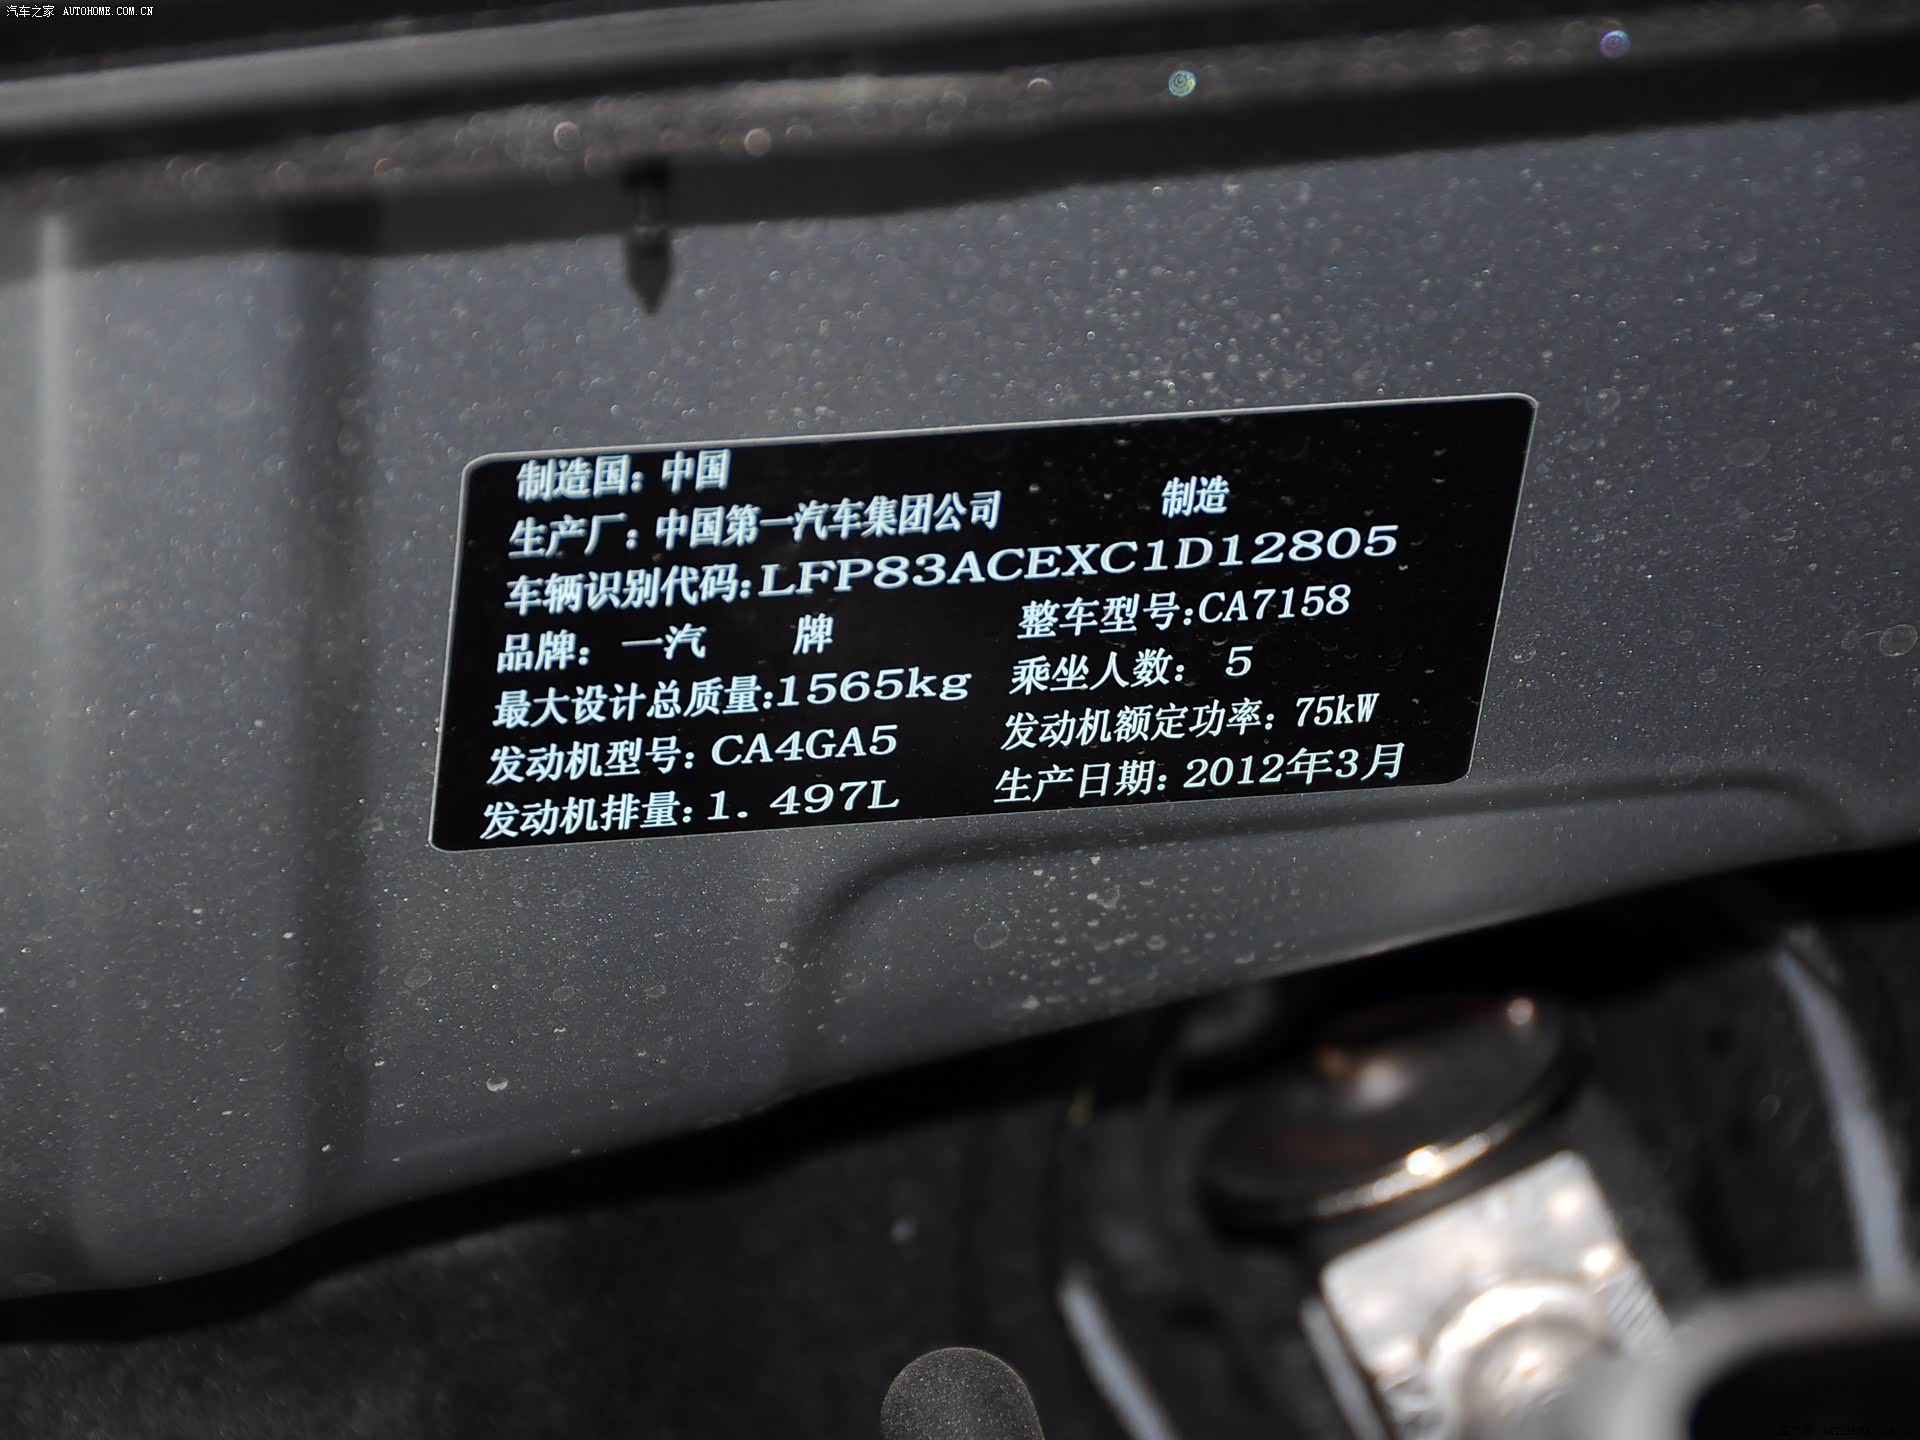 汽车之家 AUTOHOME.COM.CN
制造国：中国
生产厂：中国第一汽车集团公司 制造
车辆识别代码:LFP83ACEXC1D12805
品牌：一汽 牌 整车型号:CA7158
最大设计总质量:1565kg 乘坐人数： 5
发动机型号：CA4GA5 发动机额定功率：75kW
发动机排量:1. 497L 生产日期：2012年3月